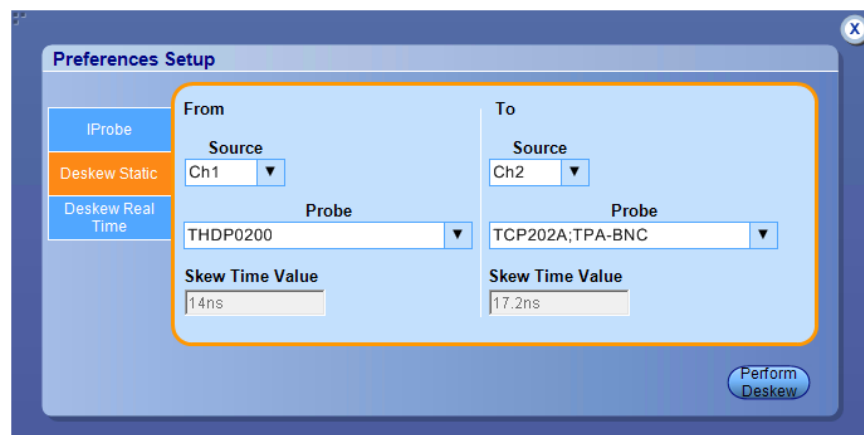 X
Preferences Setup
IProbe
Deskew Static
Deskew Real
Time
From
Source
Ch1
Probe
THDP0200
Skew Time Value
14ns
To
Source
Ch2
Probe
TCP202A;TPA-BNC
Skew Time Value
17.2ns
Perform
Deskew